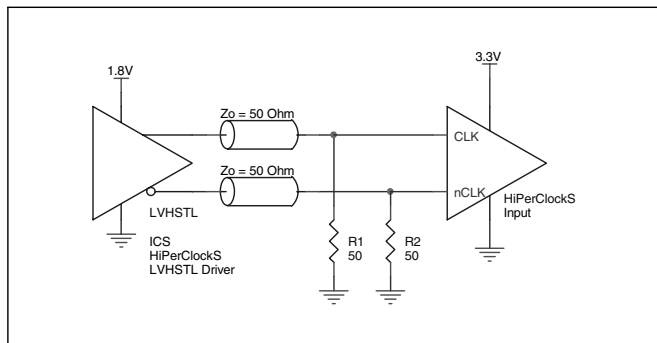 1.8V
3.3V
Zo = 50 Ohm
CLK
Zo = 50 Ohm
nCLK
HiPerClockS
Input
LVHSTL
ICS
HiPerClockS
LVHSTL Driver
R1
50
R2
50